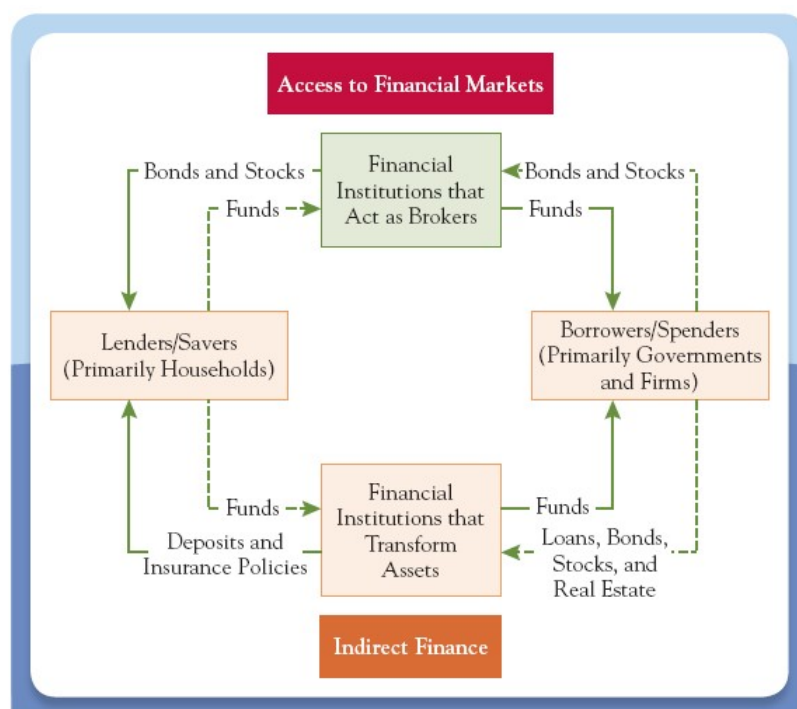 Access to Financial Markets
Bonds and Stocks
Financial
Institutions that
Act as Brokers
Bonds and Stocks
Funds
Funds
Lenders/Savers
(Primarily Households)
Borrowers/Spenders
(Primarily Governments
and Firms)
Funds
Financial
Institutions that
Transform
Assets
Funds
Deposits and
Insurance Policies
Loans, Bonds,
Stocks, and
Real Estate
Indirect Finance